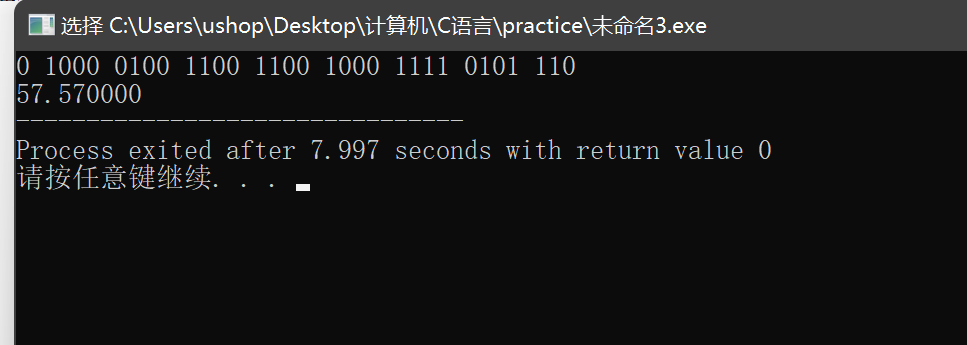 选择 C:\Users\ushop\Desktop\计算机\C语言\practice\未命名3.exe
0 1000 0100 1100 1100 1000 1111 0101 110
57.570000
--------------------------------
Process exited after 7.997 seconds with return value 0
请按任意键继续. . .